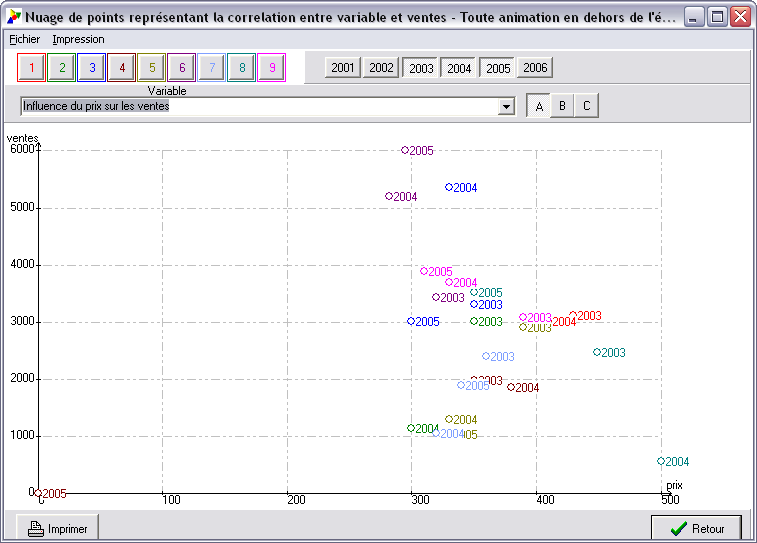 Nuage de points représentant la correlation entre variable et ventes - Toute animation en dehors de l'é...
Fichier Impression
1 2 3 4 5 6 7 8 9 2001 2002 2003 2004 2005 2006
Variable
Influence du prix sur les ventes A B C
ventes
6000 2005
2004 2004
5000
4000
2005
2004
2005
2003
2003
3000 2005 2003 2003 2004 2003
2003
2003
2003
2000 2003
2005 2004
2004
1000 2004 2004 05
2004
prix
0 2005
0 100 200 300 400 500
Imprimer Retour